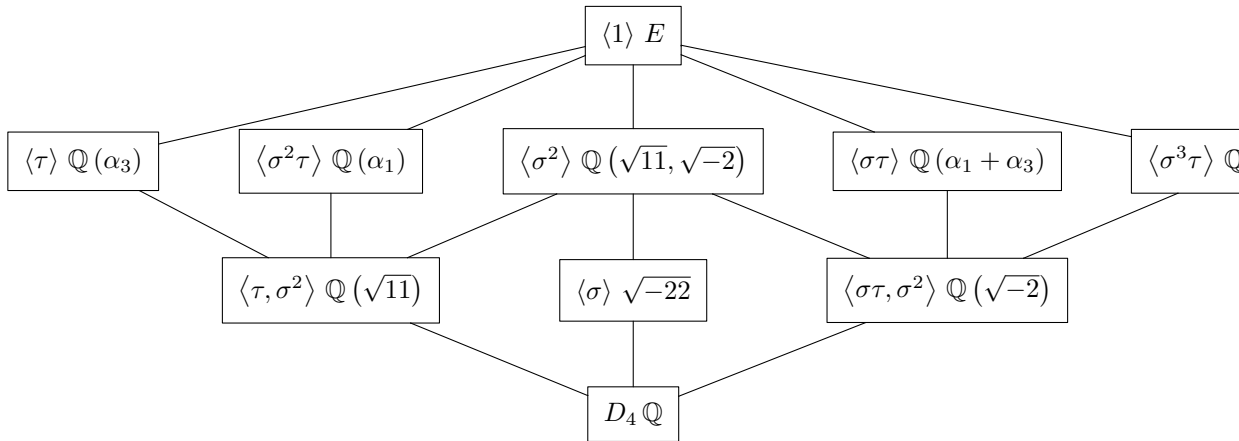 ⟨1⟩ E
⟨τ⟩ ℚ(α₃) ⟨σ²τ⟩ ℚ(α₁) ⟨σ²⟩ ℚ(√11, √−2) ⟨στ⟩ ℚ(α₁ + α₃) ⟨σ³τ⟩ ℚ
⟨τ, σ²⟩ ℚ(√11) ⟨σ⟩ √−22 ⟨στ, σ²⟩ ℚ(√−2)
D₄ ℚ